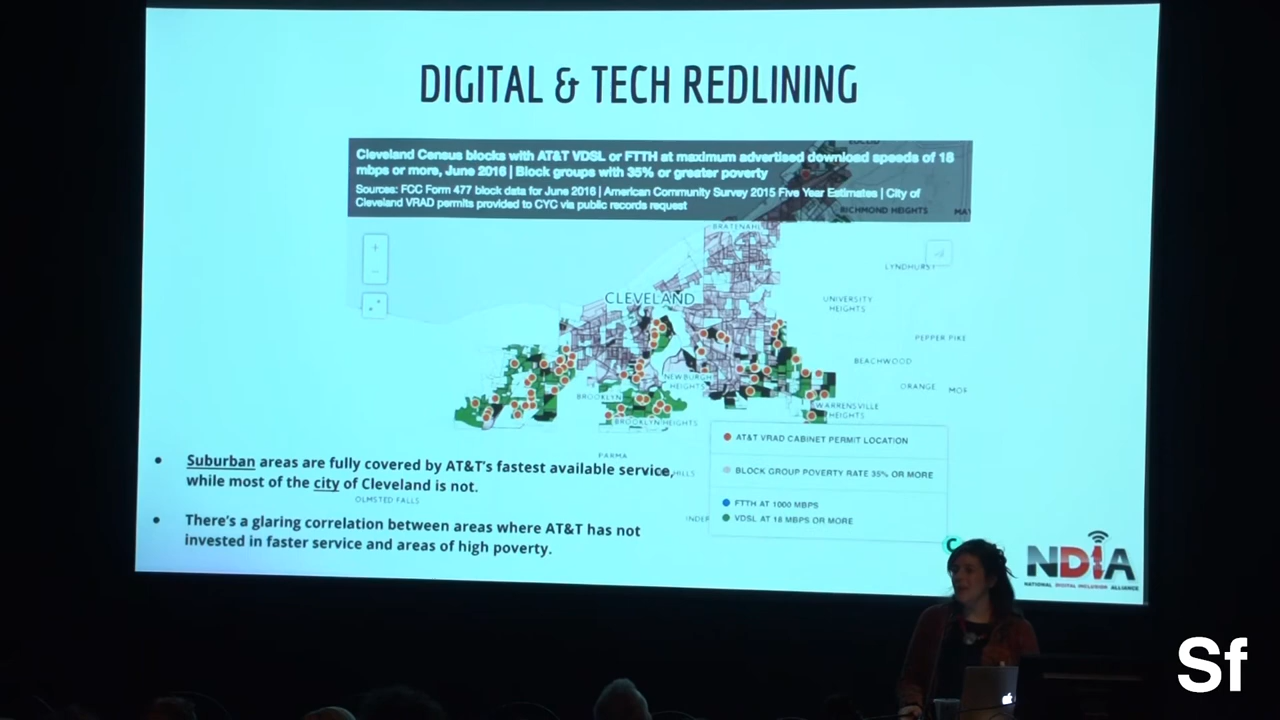 DIGITAL & TECH REDLINING
Cleveland Census blocks with AT&T VDSL or FTTH at maximum advertised download speeds of 18
mbps or more, June 2016 | Block groups with 35% or greater poverty
Sources: FCC Form 477 block data for June 2016 | American Community Survey 2015 Five Year Estimates | City of
Cleveland VRAD permits provided to CYC via public records request
EUCLID
RICHMOND HEIGHTS
MAY
BRATENAHL
+
−
LYNDHURST
CLEVELAND
UNIVERSITY
HEIGHTS
PEPPER PIKE
BEACHWOOD
NEWBURGH
HEIGHTS
ORANGE
MOR
BROOKLYN
WARRENSVILLE
HEIGHTS
BROOKLYN HEIGHTS
AT&T VRAD CABINET PERMIT LOCATION
BLOCK GROUP POVERTY RATE 35% OR MORE
FTTH AT 1000 MBPS
VDSL AT 18 MBPS OR MORE
PARMA
HILLS
• Suburban areas are fully covered by AT&T's fastest available service,
while most of the city of Cleveland is not.
OLMSTED FALLS
INDEP
• There's a glaring correlation between areas where AT&T has not
invested in faster service and areas of high poverty.
C
NDIA
NATIONAL DIGITAL INCLUSION ALLIANCE
Sf